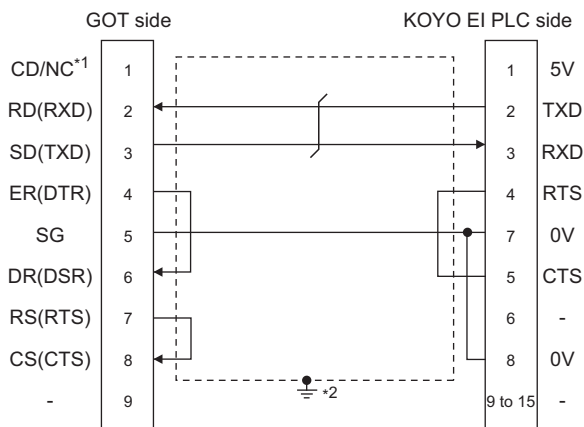 GOT side KOYO EI PLC side
CD/NC*1 1 1 5V
RD(RXD) 2 2 TXD
SD(TXD) 3 3 RXD
ER(DTR) 4 4 RTS
SG 5 7 0V
DR(DSR) 6 5 CTS
RS(RTS) 7 6 -
CS(CTS) 8 8 0V
*2
- 9 9 to 15 -